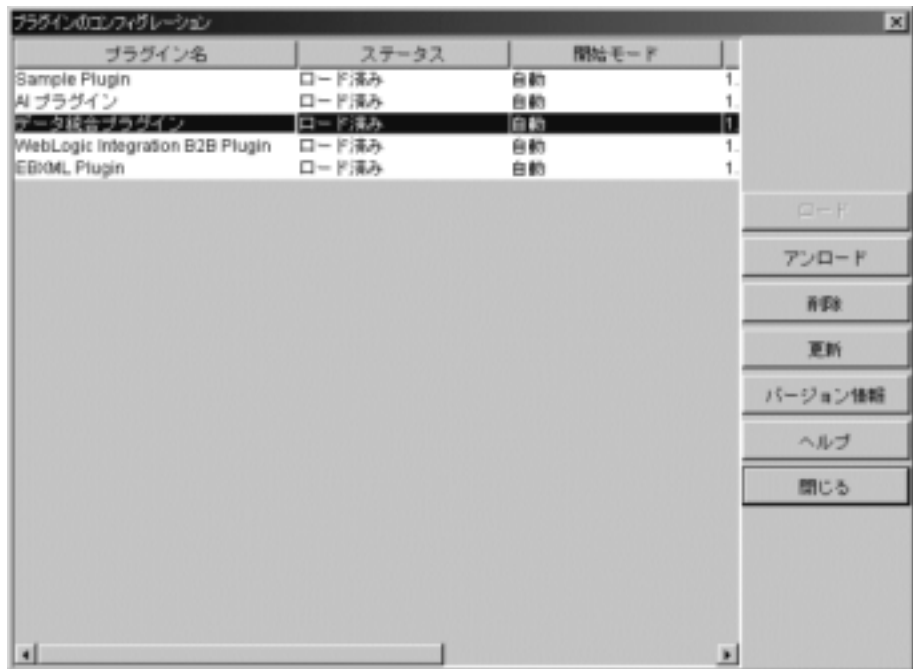 プラグインのコンフィグレーション
プラグイン名 ステータス 開始モード
Sample Plugin ロード済み 自動 1.
AI プラグイン ロード済み 自動 1.
データ統合プラグイン ロード済み 自動 1.
WebLogic Integration B2B Plugin ロード済み 自動 1.
EBXML Plugin ロード済み 自動 1.
ロード
アンロード
削除
更新
バージョン情報
ヘルプ
閉じる